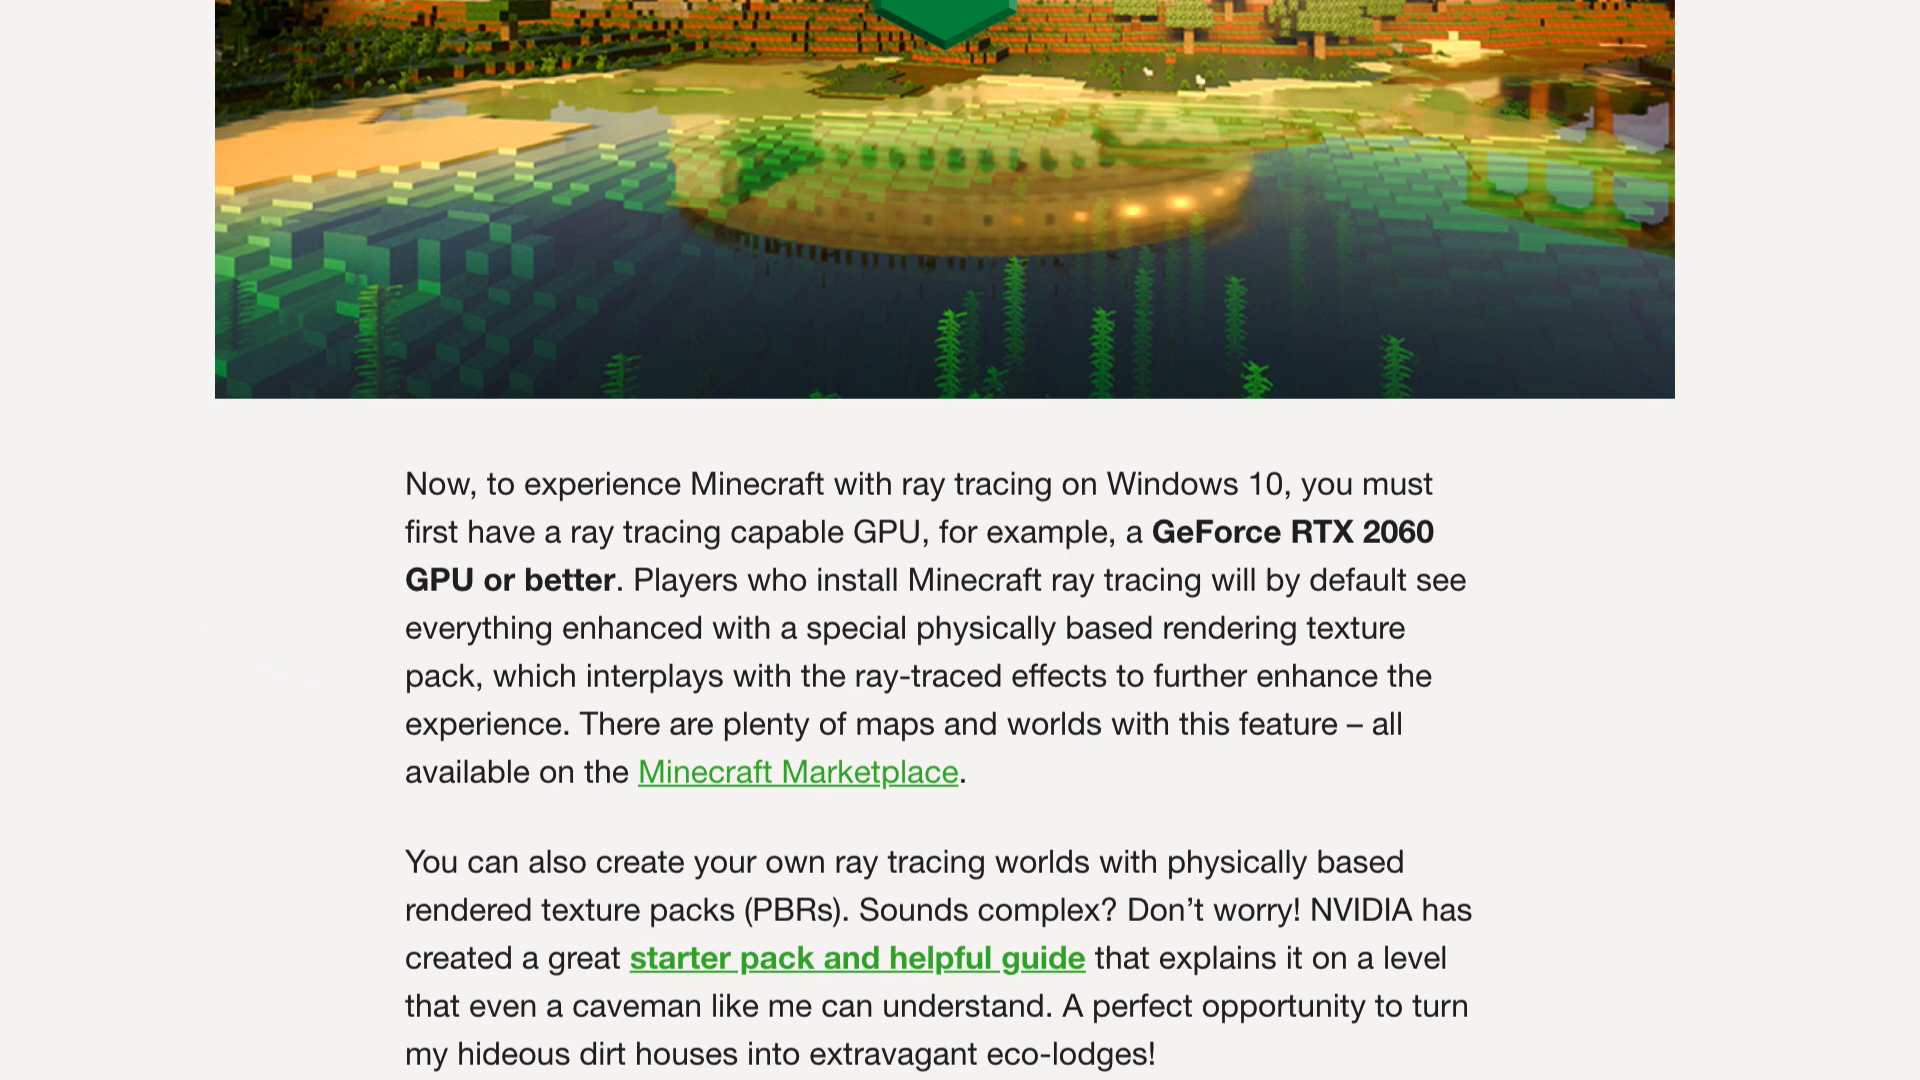 Now, to experience Minecraft with ray tracing on Windows 10, you must
first have a ray tracing capable GPU, for example, a GeForce RTX 2060
GPU or better. Players who install Minecraft ray tracing will by default see
everything enhanced with a special physically based rendering texture
pack, which interplays with the ray-traced effects to further enhance the
experience. There are plenty of maps and worlds with this feature – all
available on the Minecraft Marketplace.
You can also create your own ray tracing worlds with physically based
rendered texture packs (PBRs). Sounds complex? Don’t worry! NVIDIA has
created a great starter pack and helpful guide that explains it on a level
that even a caveman like me can understand. A perfect opportunity to turn
my hideous dirt houses into extravagant eco-lodges!